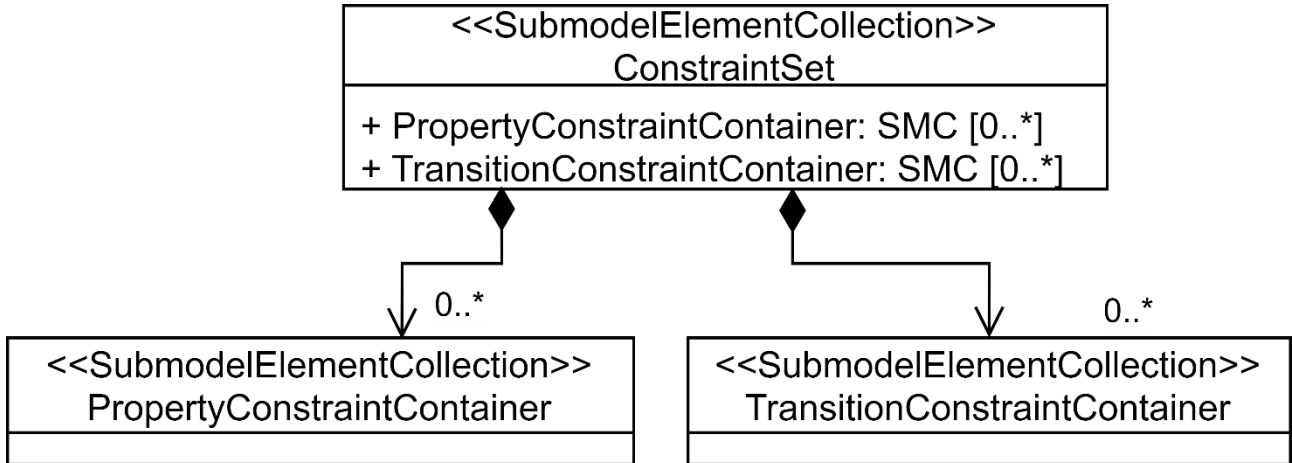 <<SubmodelElementCollection>>
ConstraintSet
+ PropertyConstraintContainer: SMC [0..*]
+ TransitionConstraintContainer: SMC [0..*]
0..*
0..*
<<SubmodelElementCollection>>
PropertyConstraintContainer
<<SubmodelElementCollection>>
TransitionConstraintContainer